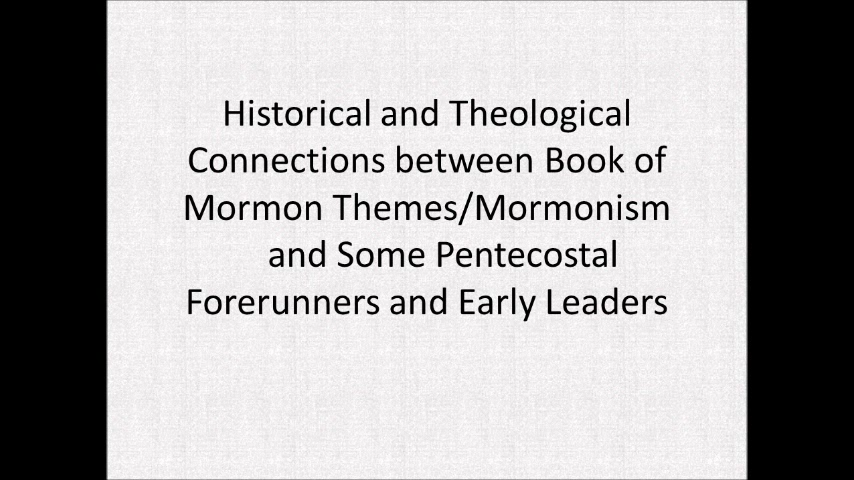 Historical and Theological
Connections between Book of
Mormon Themes/Mormonism
and Some Pentecostal
Forerunners and Early Leaders